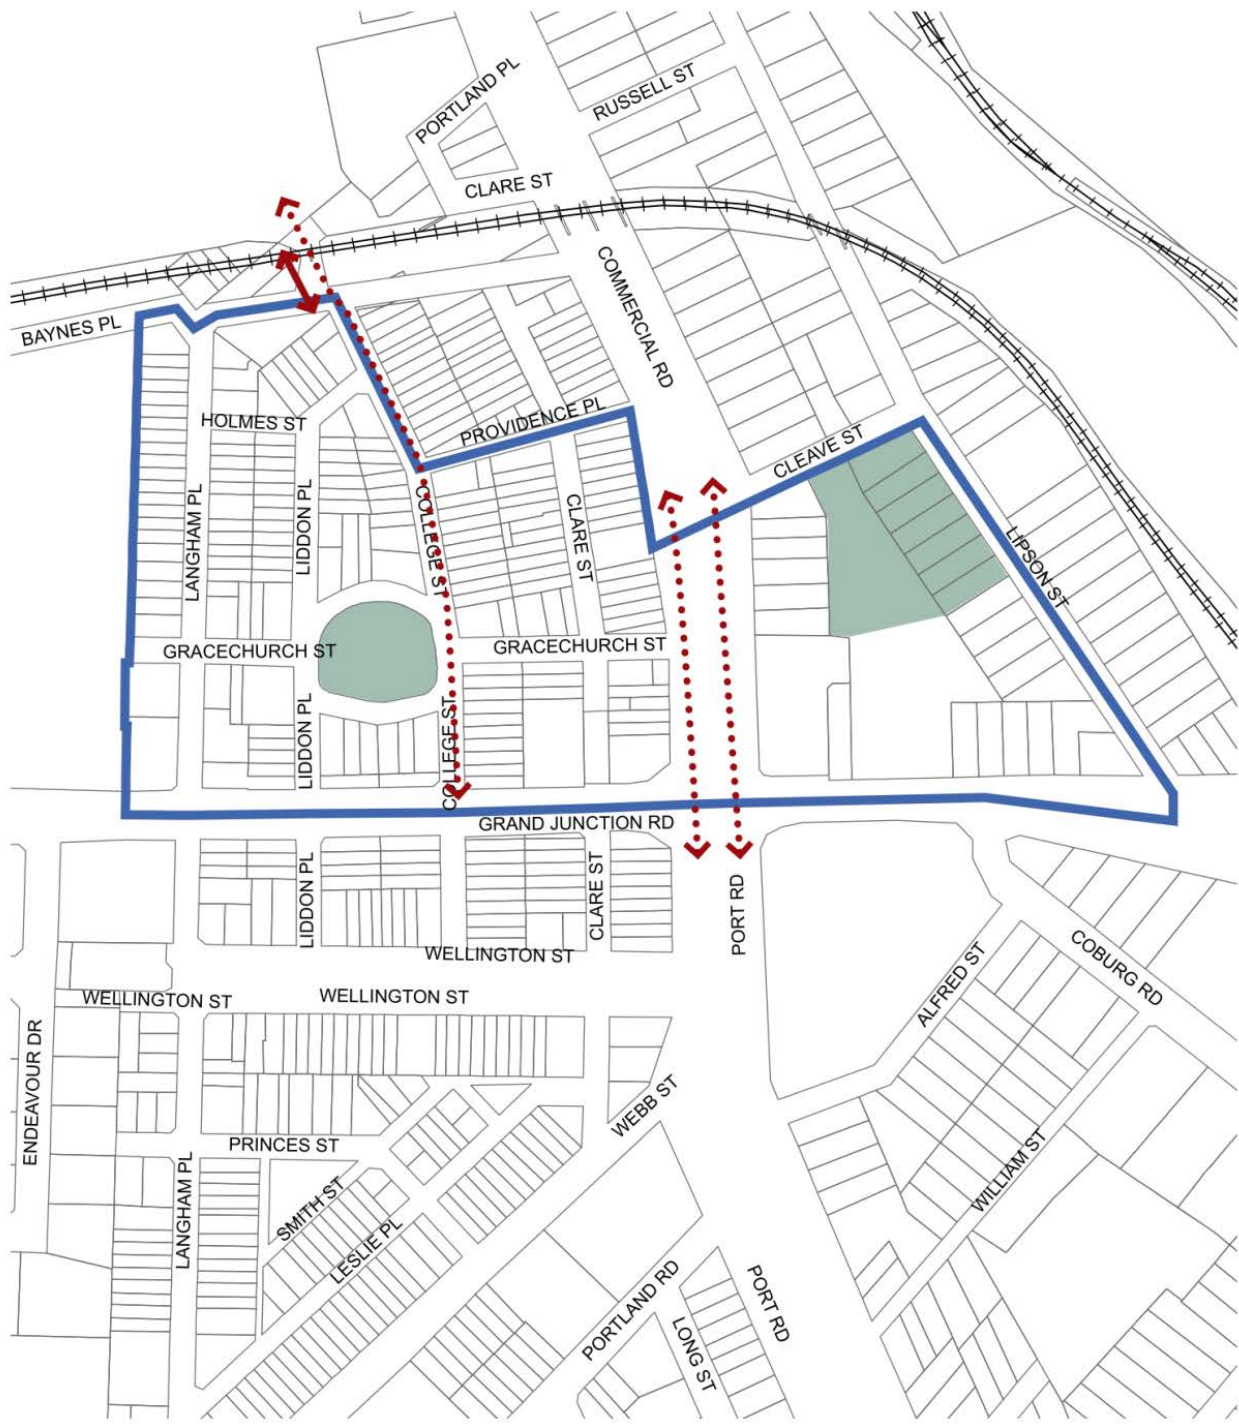 PORTLAND PL
RUSSELL ST
CLARE ST
COMMERCIAL RD
BAYNES PL
HOLMES ST
PROVIDENCE PL
CLEAVE ST
LANGHAM PL
LIDDON PL
COLLEGE ST
CLARE ST
LIPSON ST
GRACECHURCH ST
GRACECHURCH ST
LIDDON PL
COLLEGE ST
GRAND JUNCTION RD
LIDDON PL
CLARE ST
PORT RD
WELLINGTON ST
COBURG RD
ALFRED ST
WELLINGTON ST
WELLINGTON ST
ENDEAVOUR DR
WEBB ST
PRINCES ST
WILLIAM ST
LANGHAM PL
SMITH ST
LESLIE PL
PORTLAND RD
PORT RD
LONG ST